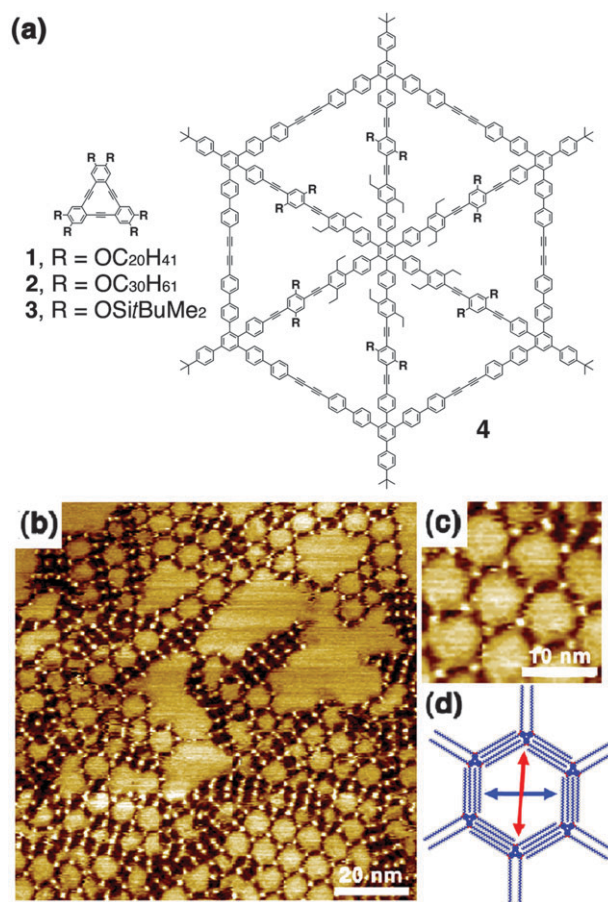 (a)
R R
R R
R R
1, R = OC₂₀H₄₁
2, R = OC₃₀H₆₁
3, R = OSitBuMe₂
R
R
R
R
R
R
R
R
R
R
R
R
4
(b)
20 nm
(c)
10 nm
(d)